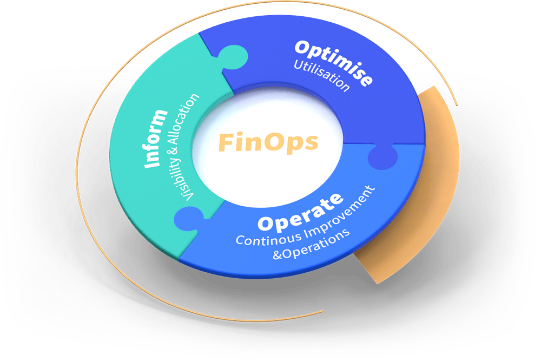 Optimise
Utilisation
Inform
Visibility & Allocation
FinOps
Operate
Continous Improvement
&Operations